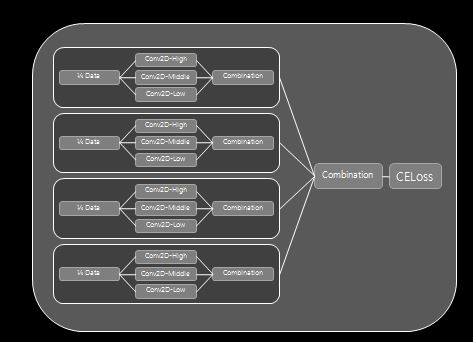 Conv2D-High
¼ Data
Conv2D-Middle
Combination
Conv2D-Low
Conv2D-High
¼ Data
Conv2D-Middle
Combination
Conv2D-Low
Combination
CELoss
Conv2D-High
¼ Data
Conv2D-Middle
Combination
Conv2D-Low
Conv2D-High
¼ Data
Conv2D-Middle
Combination
Conv2D-Low